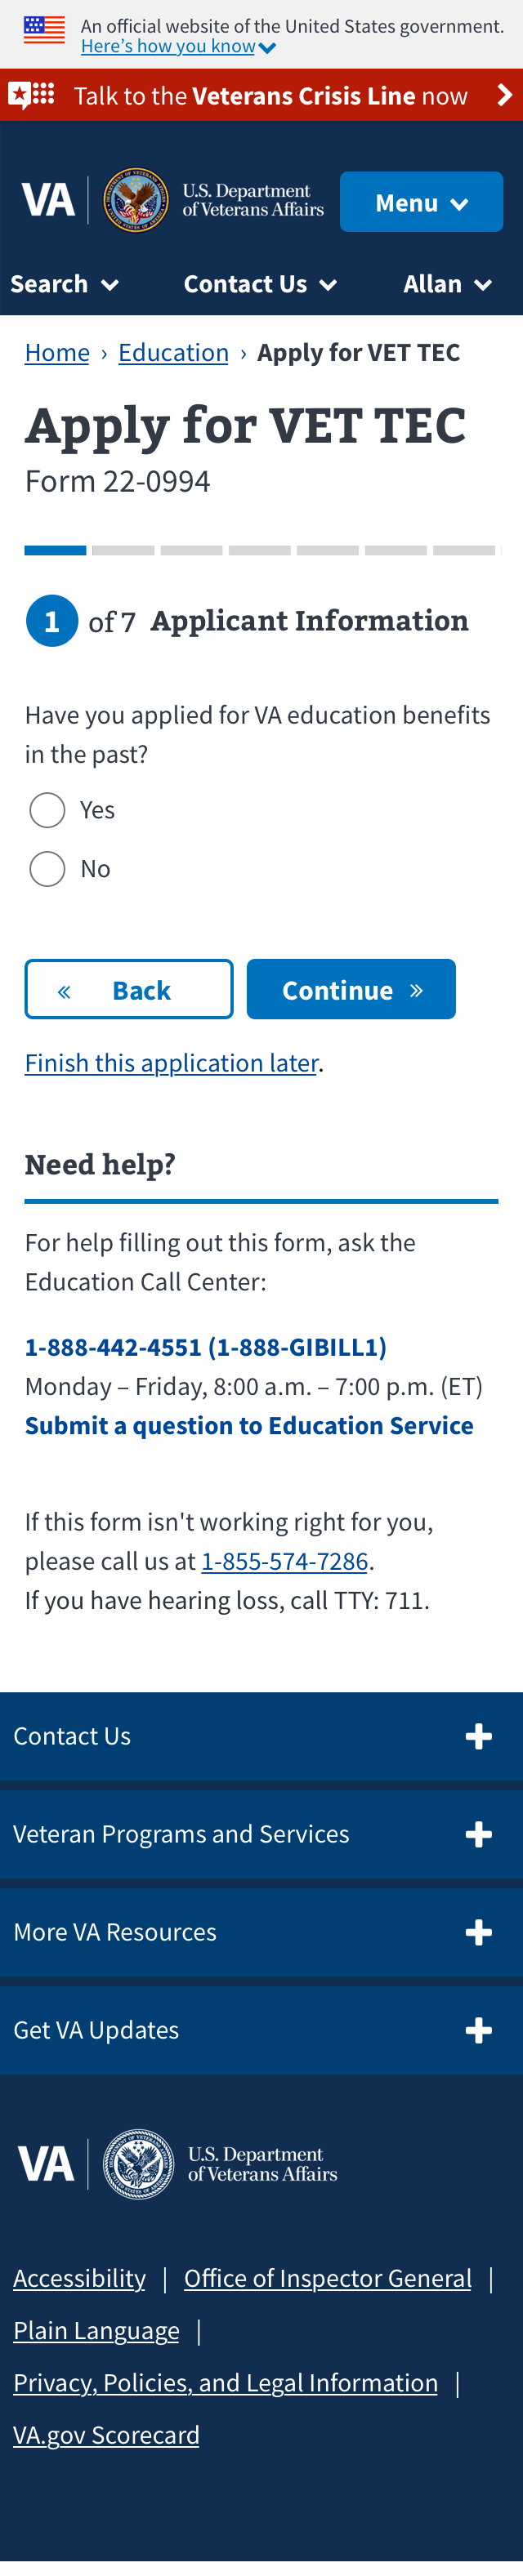 An official website of the United States government.
Here’s how you know
Talk to the Veterans Crisis Line now
VA
U.S. Department
of Veterans Affairs
Menu
Search
Contact Us
Allan
Home › Education › Apply for VET TEC
Apply for VET TEC
Form 22-0994
1 of 7 Applicant Information
Have you applied for VA education benefits
in the past?
Yes
No
« Back
Continue »
Finish this application later.
Need help?
For help filling out this form, ask the
Education Call Center:
1-888-442-4551 (1-888-GIBILL1)
Monday – Friday, 8:00 a.m. – 7:00 p.m. (ET)
Submit a question to Education Service
If this form isn't working right for you,
please call us at 1-855-574-7286.
If you have hearing loss, call TTY: 711.
Contact Us
Veteran Programs and Services
More VA Resources
Get VA Updates
VA
U.S. Department
of Veterans Affairs
Accessibility | Office of Inspector General |
Plain Language |
Privacy, Policies, and Legal Information |
VA.gov Scorecard